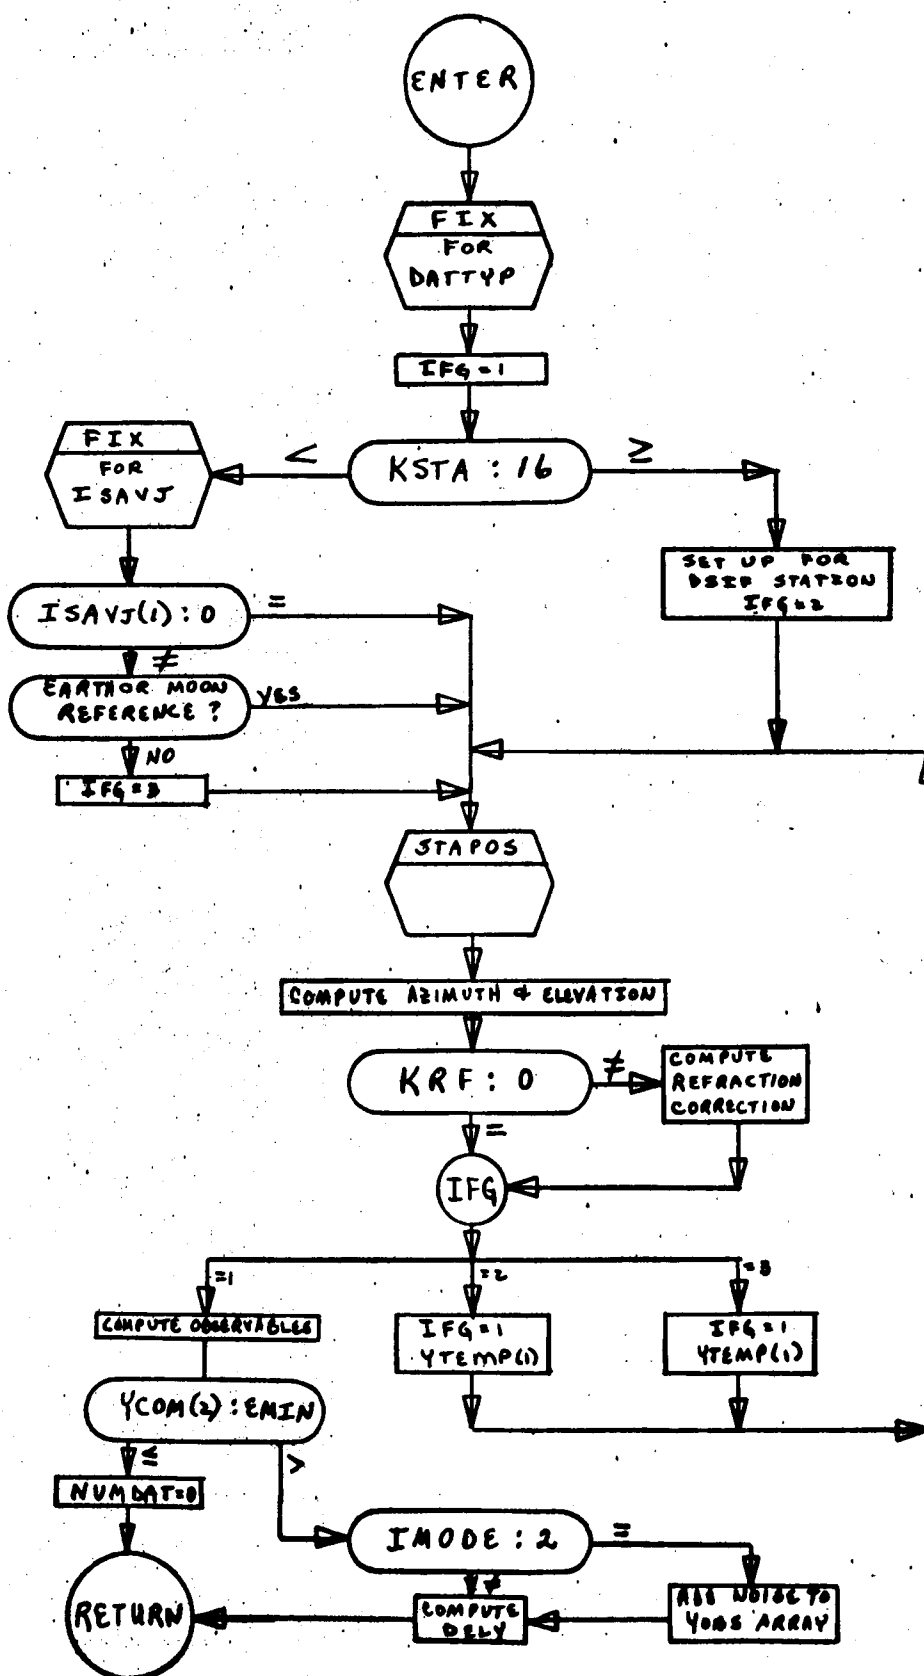 ENTER
FIX
FOR
DATTYP
IFG=1
KSTA : 16
<
≥
FIX
FOR
ISAVJ
SET UP FOR
DSIF STATION
IFG=2
ISAVJ(1) : 0
=
≠
EARTH OR MOON
REFERENCE ?
YES
NO
IFG=3
STAPOS
COMPUTE AZIMUTH & ELEVATION
KRF : 0
≠
COMPUTE
REFRACTION
CORRECTION
=
IFG
=1
=2
=3
COMPUTE OBSERVABLES
IFG=1
YTEMP(1)
IFG=1
YTEMP(1)
YCOM(2) : EMIN
≤
>
NUMDAT=0
IMODE : 2
=
≠
RETURN
COMPUTE
DELY
ADD NOISE TO
YOBS ARRAY